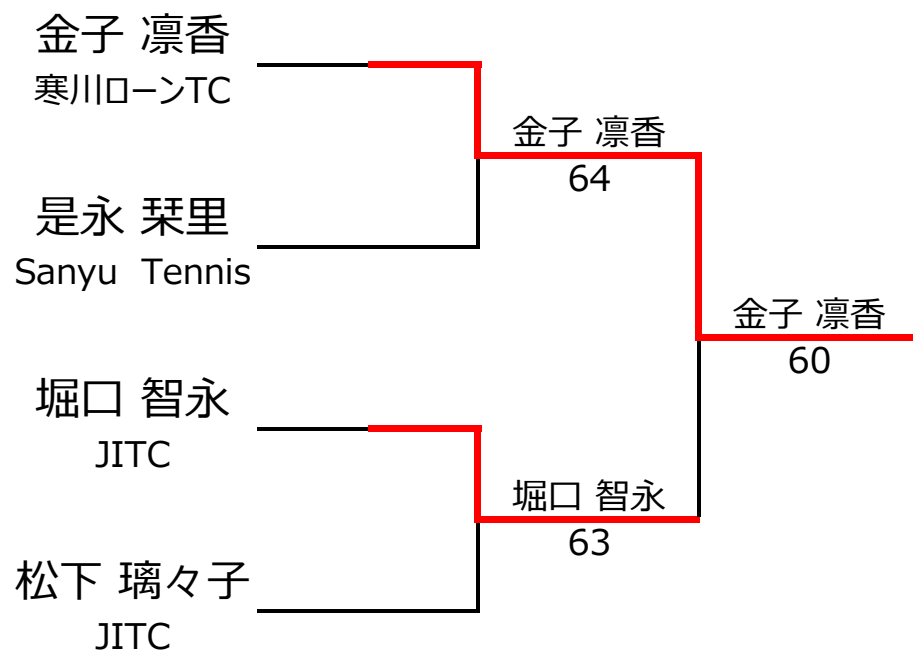 金子 凛香
寒川ローンTC
金子 凛香
64
是永 栞里
Sanyu Tennis
金子 凛香
60
堀口 智永
JITC
堀口 智永
63
松下 璃々子
JITC